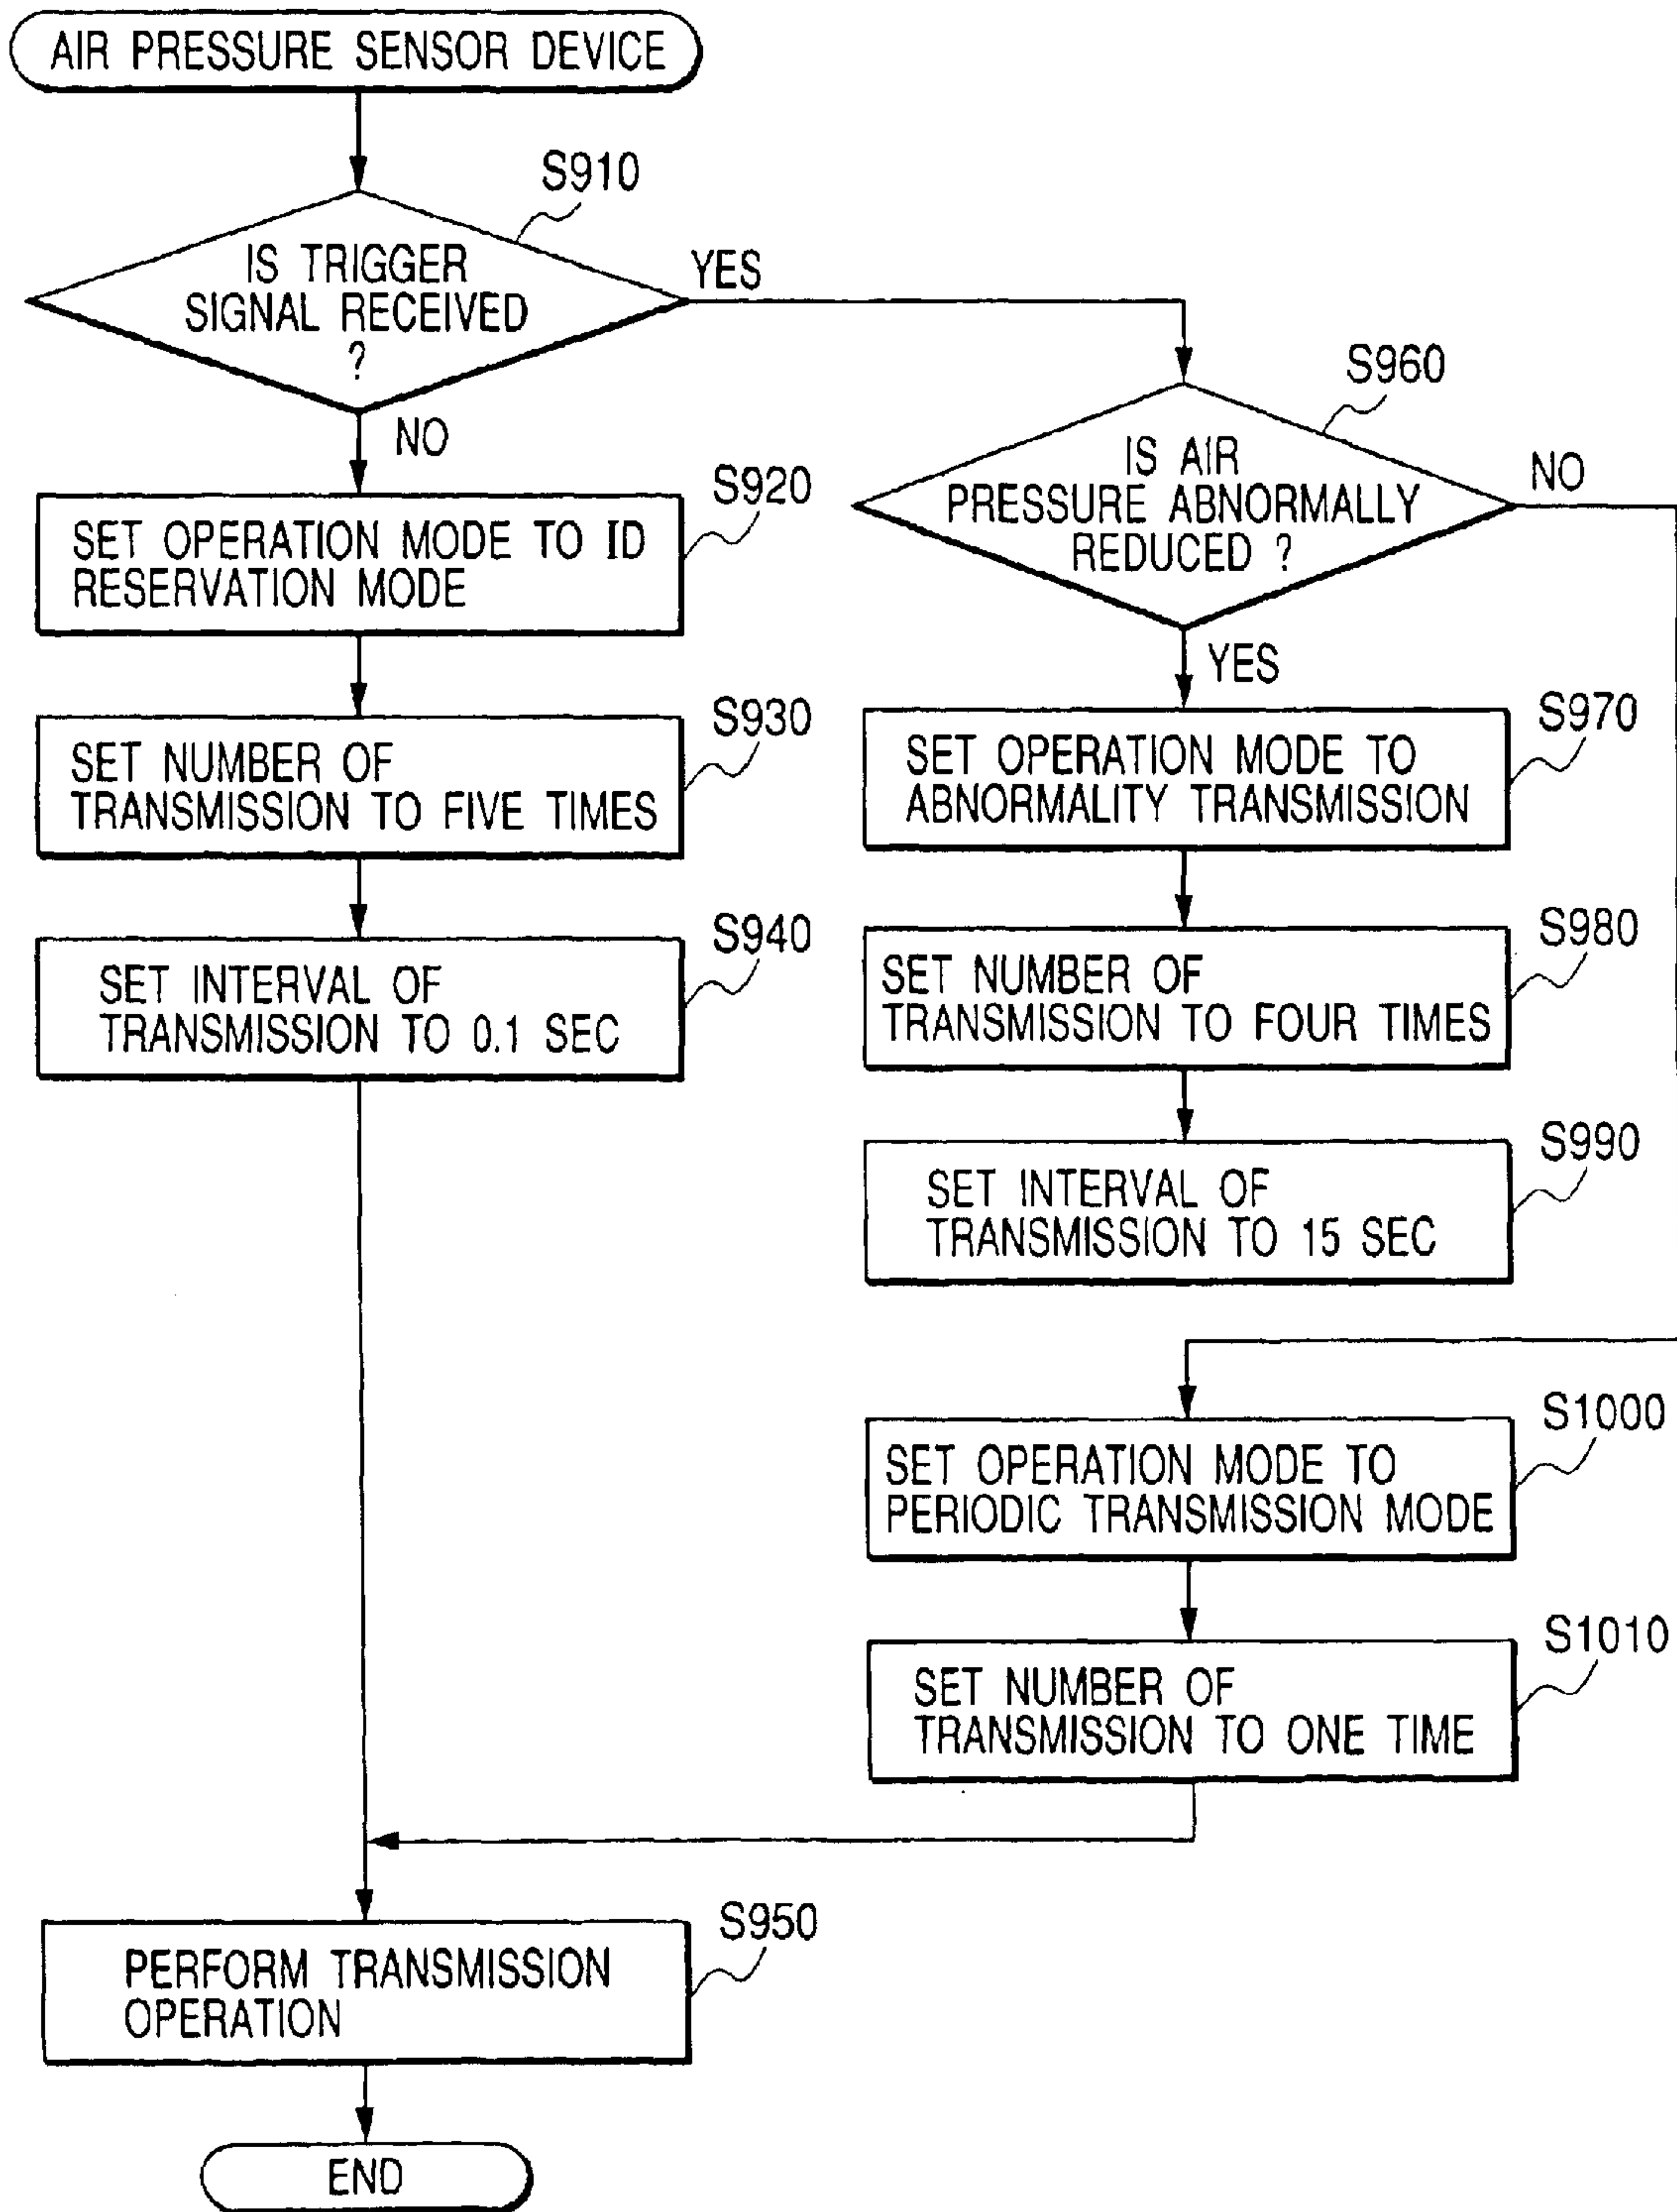 AIR PRESSURE SENSOR DEVICE
S910
IS TRIGGER
SIGNAL RECEIVED
?
YES
NO
S920
SET OPERATION MODE TO ID
RESERVATION MODE
S930
SET NUMBER OF
TRANSMISSION TO FIVE TIMES
S940
SET INTERVAL OF
TRANSMISSION TO 0.1 SEC
S960
IS AIR
PRESSURE ABNORMALLY
REDUCED ?
NO
YES
S970
SET OPERATION MODE TO
ABNORMALITY TRANSMISSION
S980
SET NUMBER OF
TRANSMISSION TO FOUR TIMES
S990
SET INTERVAL OF
TRANSMISSION TO 15 SEC
S1000
SET OPERATION MODE TO
PERIODIC TRANSMISSION MODE
S1010
SET NUMBER OF
TRANSMISSION TO ONE TIME
S950
PERFORM TRANSMISSION
OPERATION
END